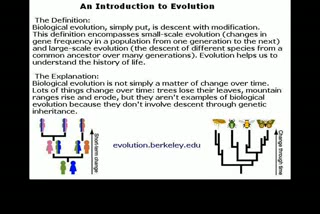 An Introduction to Evolution
The Definition:
Biological evolution, simply put, is descent with modification.
This definition encompasses small-scale evolution (changes in
gene frequency in a population from one generation to the next)
and large-scale evolution (the descent of different species from a
common ancestor over many generations). Evolution helps us to
understand the history of life.
The Explanation:
Biological evolution is not simply a matter of change over time.
Lots of things change over time: trees lose their leaves, mountain
ranges rise and erode, but they aren't examples of biological
evolution because they don't involve descent through genetic
inheritance.
evolution.berkeley.edu
Short-term change
Change through time